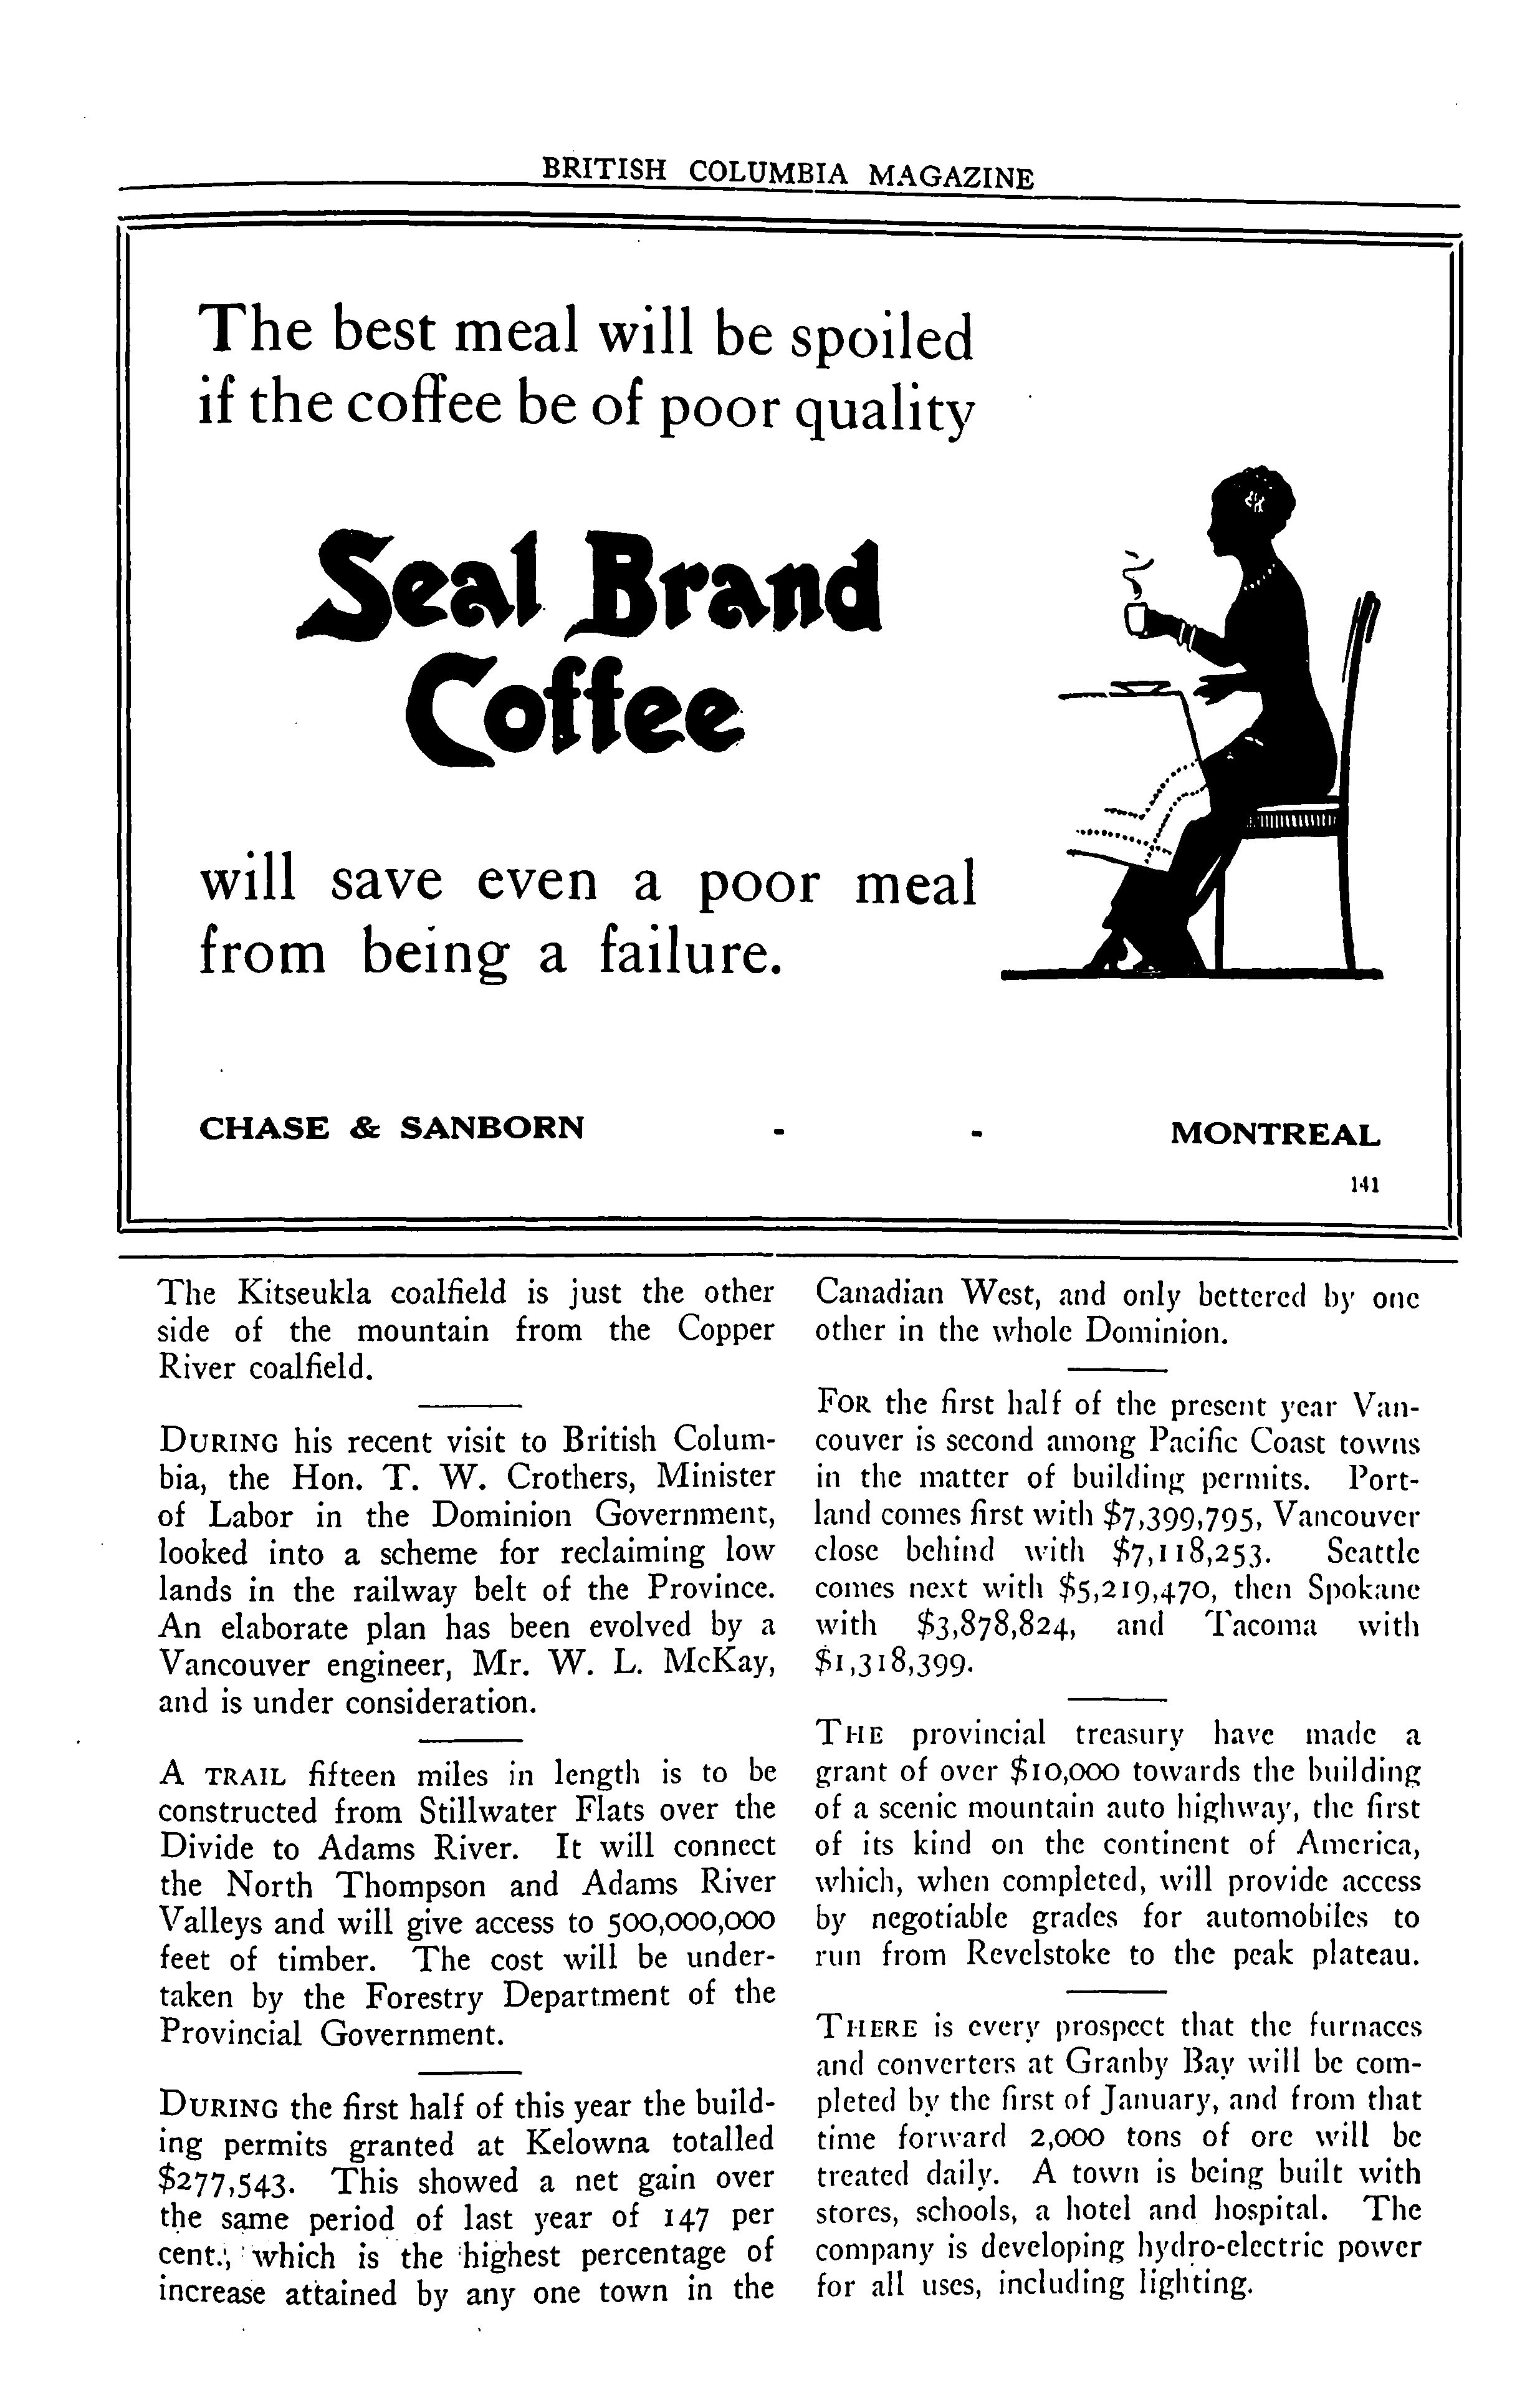 BRITISH COLUMBIA MAGAZINE
The best meal will be spoiled
if the coffee be of poor quality
Seal Brand
Coffee
will save even a poor meal
from being a failure.
CHASE & SANBORN - - MONTREAL
141
The Kitseukla coalfield is just the other
side of the mountain from the Copper
River coalfield.
DURING his recent visit to British Colum-
bia, the Hon. T. W. Crothers, Minister
of Labor in the Dominion Government,
looked into a scheme for reclaiming low
lands in the railway belt of the Province.
An elaborate plan has been evolved by a
Vancouver engineer, Mr. W. L. McKay,
and is under consideration.
A TRAIL fifteen miles in length is to be
constructed from Stillwater Flats over the
Divide to Adams River. It will connect
the North Thompson and Adams River
Valleys and will give access to 500,000,000
feet of timber. The cost will be under-
taken by the Forestry Department of the
Provincial Government.
DURING the first half of this year the build-
ing permits granted at Kelowna totalled
$277,543. This showed a net gain over
the same period of last year of 147 per
cent., which is the highest percentage of
increase attained by any one town in the
Canadian West, and only bettered by one
other in the whole Dominion.
FOR the first half of the present year Van-
couver is second among Pacific Coast towns
in the matter of building permits. Port-
land comes first with $7,399,795, Vancouver
close behind with $7,118,253. Seattle
comes next with $5,219,470, then Spokane
with $3,878,824, and Tacoma with
$1,318,399.
THE provincial treasury have made a
grant of over $10,000 towards the building
of a scenic mountain auto highway, the first
of its kind on the continent of America,
which, when completed, will provide access
by negotiable grades for automobiles to
run from Revelstoke to the peak plateau.
THERE is every prospect that the furnaces
and converters at Granby Bay will be com-
pleted by the first of January, and from that
time forward 2,000 tons of ore will be
treated daily. A town is being built with
stores, schools, a hotel and hospital. The
company is developing hydro-electric power
for all uses, including lighting.